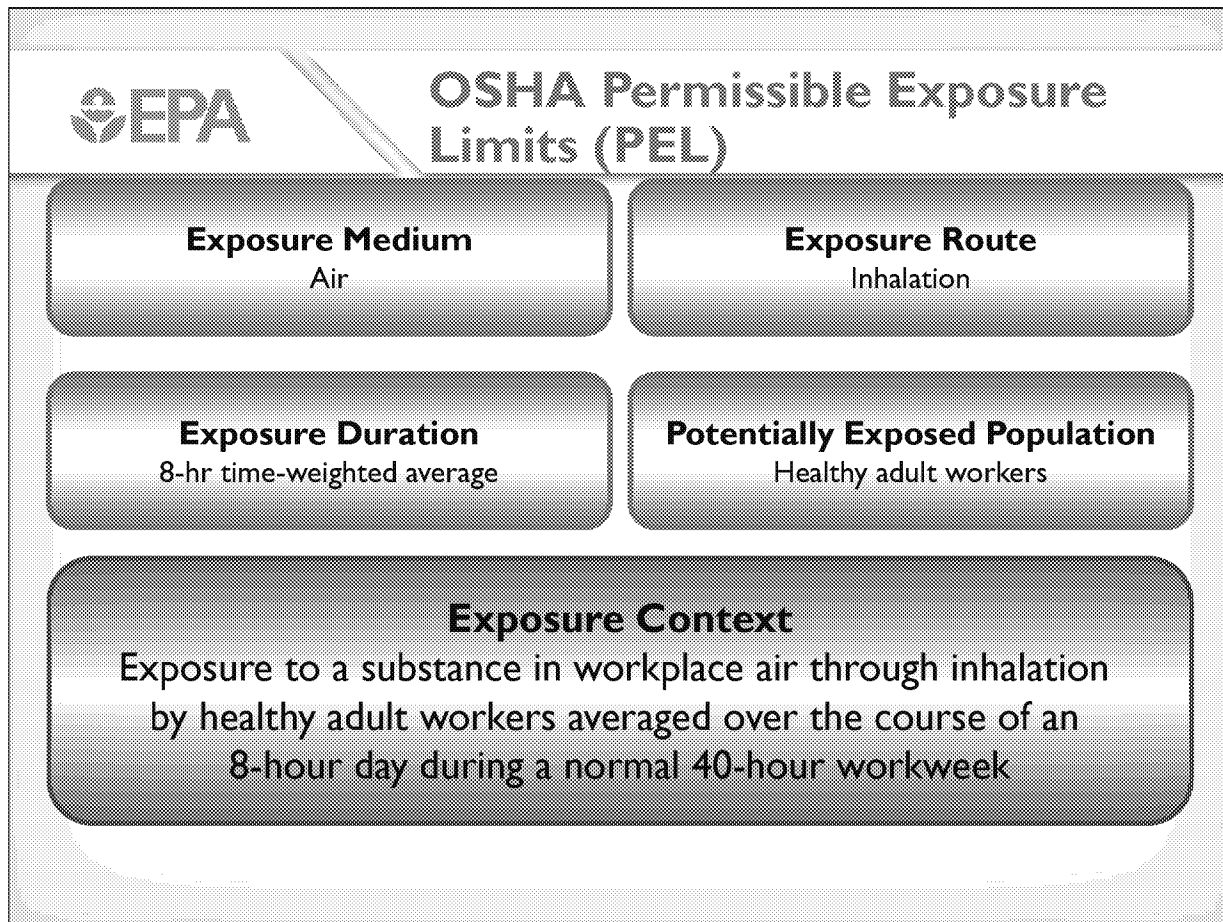 EPA
OSHA Permissible Exposure
Limits (PEL)
Exposure Medium
Air
Exposure Route
Inhalation
Exposure Duration
8-hr time-weighted average
Potentially Exposed Population
Healthy adult workers
Exposure Context
Exposure to a substance in workplace air through inhalation
by healthy adult workers averaged over the course of an
8-hour day during a normal 40-hour workweek